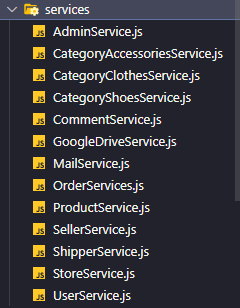 services
JS AdminService.js
JS CategoryAccessoriesService.js
JS CategoryClothesService.js
JS CategoryShoesService.js
JS CommentService.js
JS GoogleDriveService.js
JS MailService.js
JS OrderServices.js
JS ProductService.js
JS SellerService.js
JS ShipperService.js
JS StoreService.js
JS UserService.js